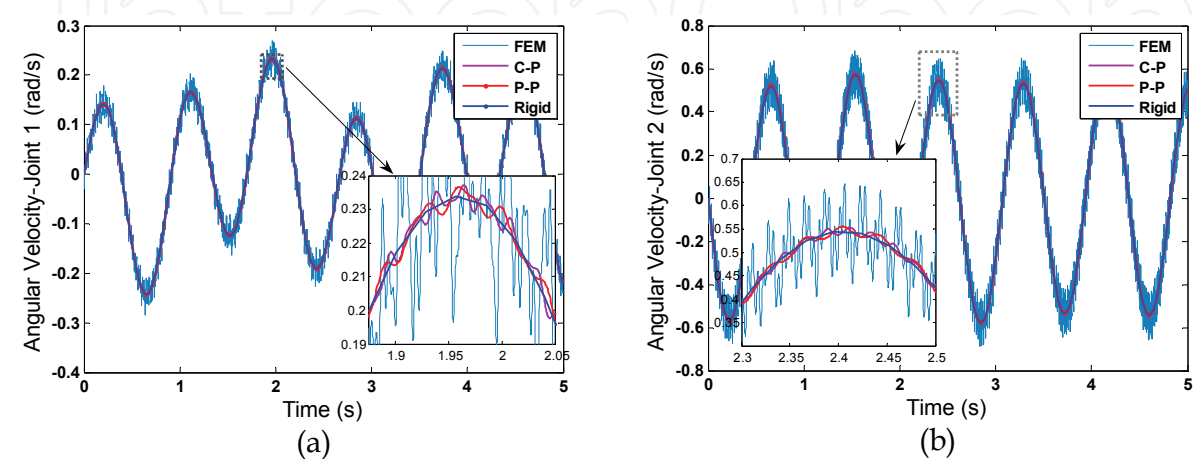 (a)
Angular Velocity-Joint 1 (rad/s)
0.3
0.2
0.1
0
-0.1
-0.2
-0.3
-0.4
0 1 2 3 4 5
Time (s)
FEM
C-P
P-P
Rigid
0.24
0.23
0.22
0.21
0.2
0.19
1.9 1.95 2 2.05
(b)
Angular Velocity-Joint 2 (rad/s)
0.8
0.6
0.4
0.2
0
-0.2
-0.4
-0.6
-0.8
0 1 2 3 4 5
Time (s)
FEM
C-P
P-P
Rigid
0.7
0.65
0.6
0.55
0.5
0.45
0.4
0.35
2.3 2.35 2.4 2.45 2.5